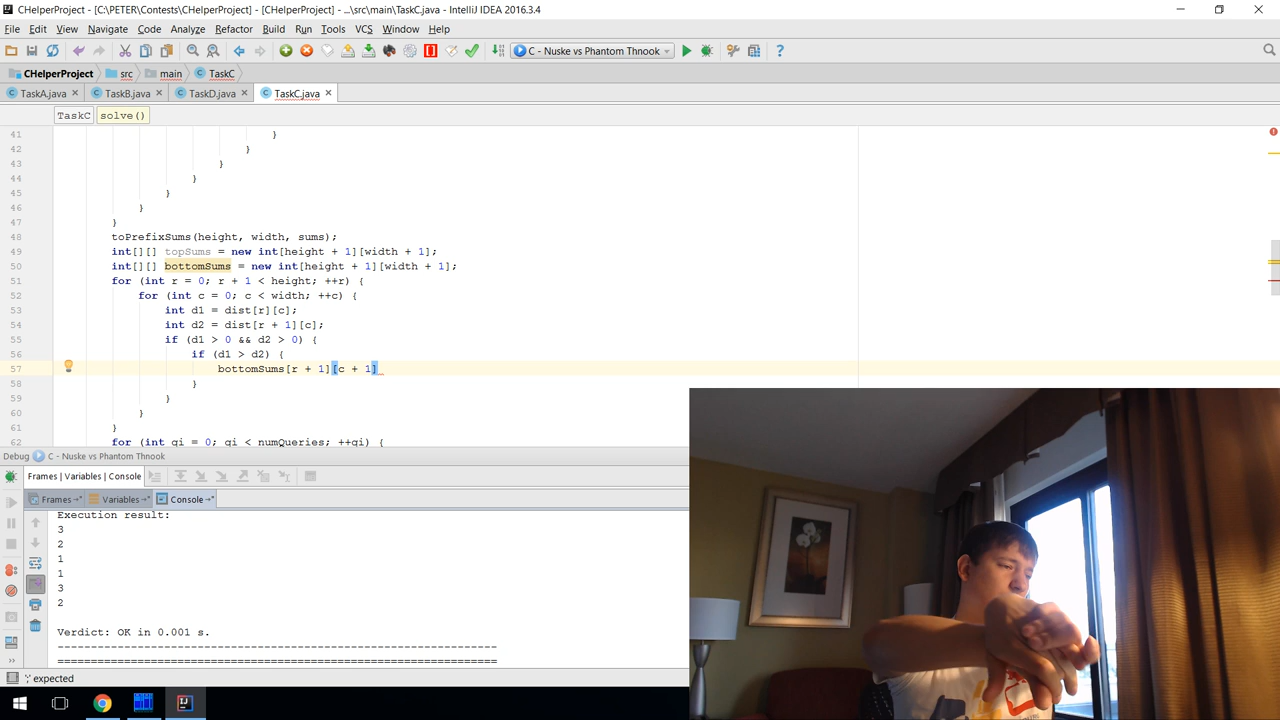 CHelperProject - [C:\PETER\Contests\CHelperProject] - [CHelperProject] - ...\src\main\TaskC.java - IntelliJ IDEA 2016.3.4
File Edit View Navigate Code Analyze Refactor Build Run Tools VCS Window Help
C - Nuske vs Phantom Thnook
CHelperProject src main TaskC
TaskA.java TaskB.java TaskD.java TaskC.java
TaskC solve()
41 }
42 }
43 }
44 }
45 }
46 }
47 }
48 toPrefixSums(height, width, sums);
49 int[][] topSums = new int[height + 1][width + 1];
50 int[][] bottomSums = new int[height + 1][width + 1];
51 for (int r = 0; r + 1 < height; ++r) {
52 for (int c = 0; c < width; ++c) {
53 int d1 = dist[r][c];
54 int d2 = dist[r + 1][c];
55 if (d1 > 0 && d2 > 0) {
56 if (d1 > d2) {
57 bottomSums[r + 1][c + 1]
58 }
59 }
60 }
61 }
62 for (int qi = 0; qi < numQueries; ++qi) {
Debug C - Nuske vs Phantom Thnook
Frames | Variables | Console
Frames Variables Console
Execution result:
3
2
1
1
3
2
Verdict: OK in 0.001 s.
------------------------------------------------------------------
==================================================================
';' expected